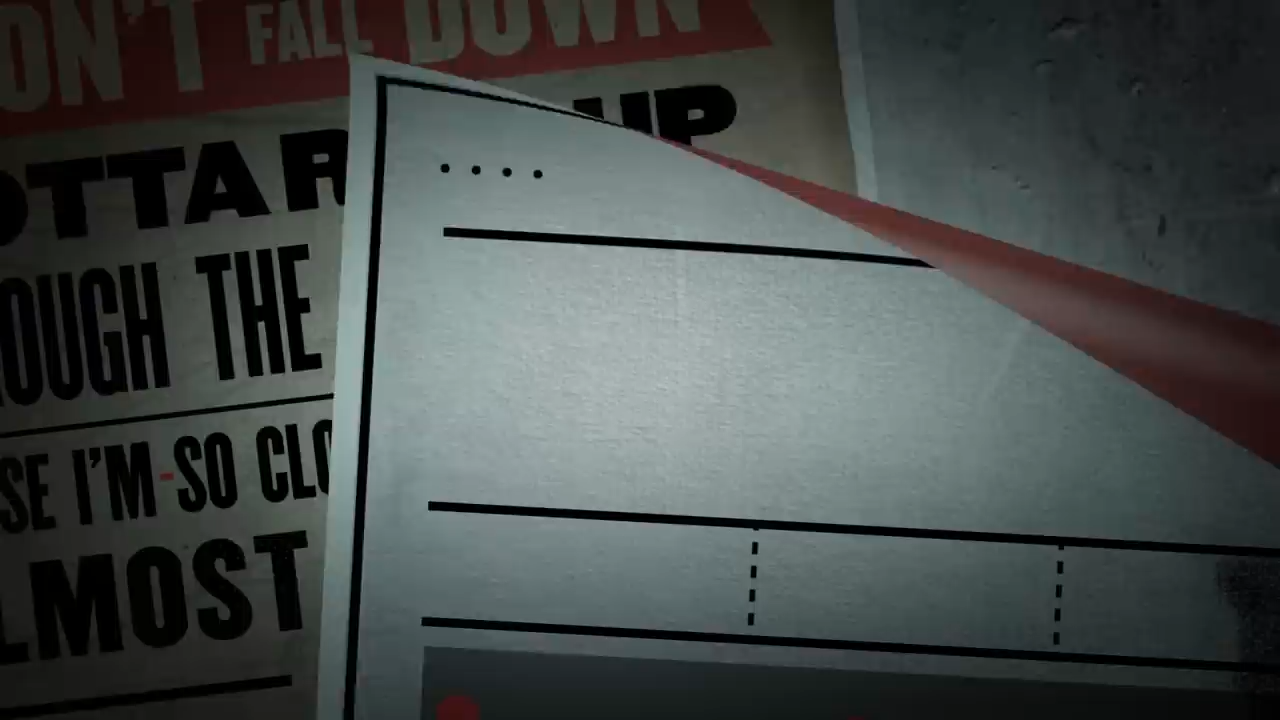 ON'T FALL DOWN
OTTAR UP
OUGH THE
SE I'M-SO CLO
LMOST